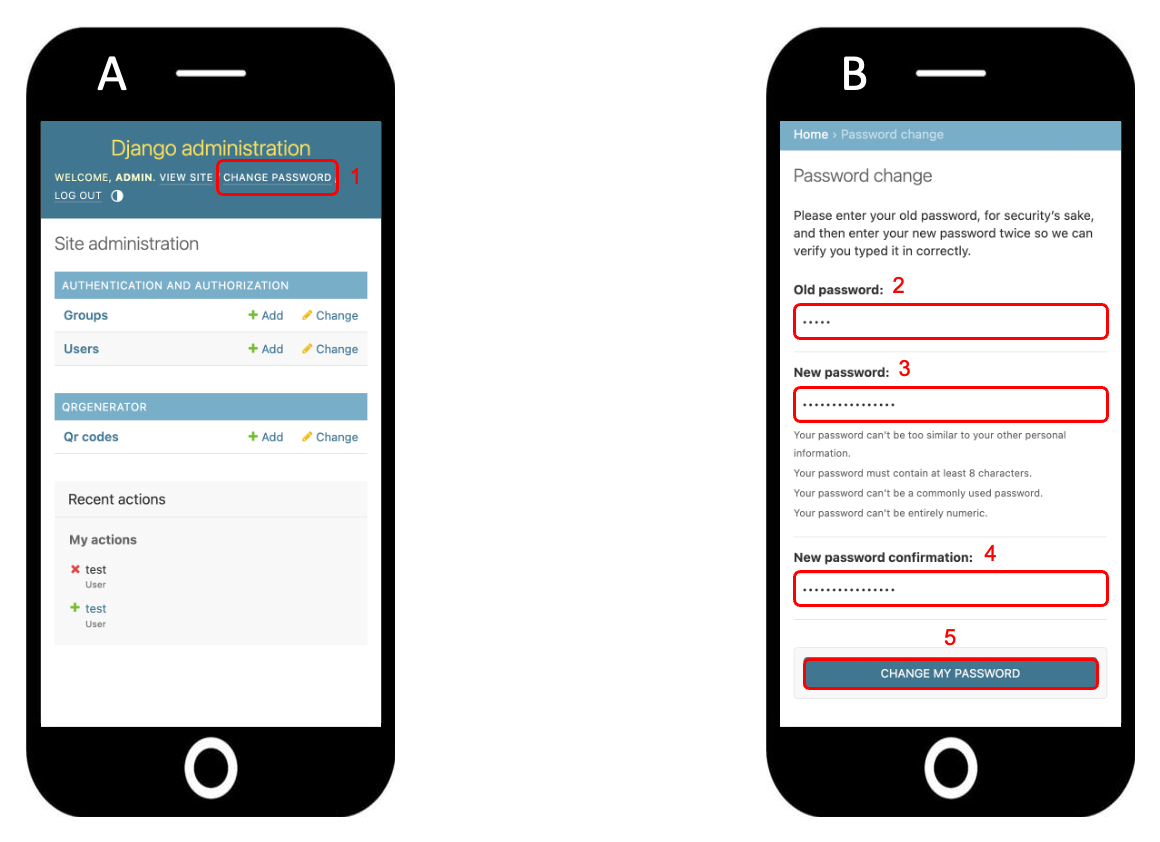 A
Django administration
WELCOME, ADMIN. VIEW SITE / CHANGE PASSWORD / 1
LOG OUT
Site administration
AUTHENTICATION AND AUTHORIZATION
Groups + Add Change
Users + Add Change
QRGENERATOR
Qr codes + Add Change
Recent actions
My actions
test
User
test
User
B
Home › Password change
Password change
Please enter your old password, for security's sake,
and then enter your new password twice so we can
verify you typed it in correctly.
Old password: 2
•••••
New password: 3
••••••••••••••••
Your password can't be too similar to your other personal
information.
Your password must contain at least 8 characters.
Your password can't be a commonly used password.
Your password can't be entirely numeric.
New password confirmation: 4
••••••••••••••••
5
CHANGE MY PASSWORD